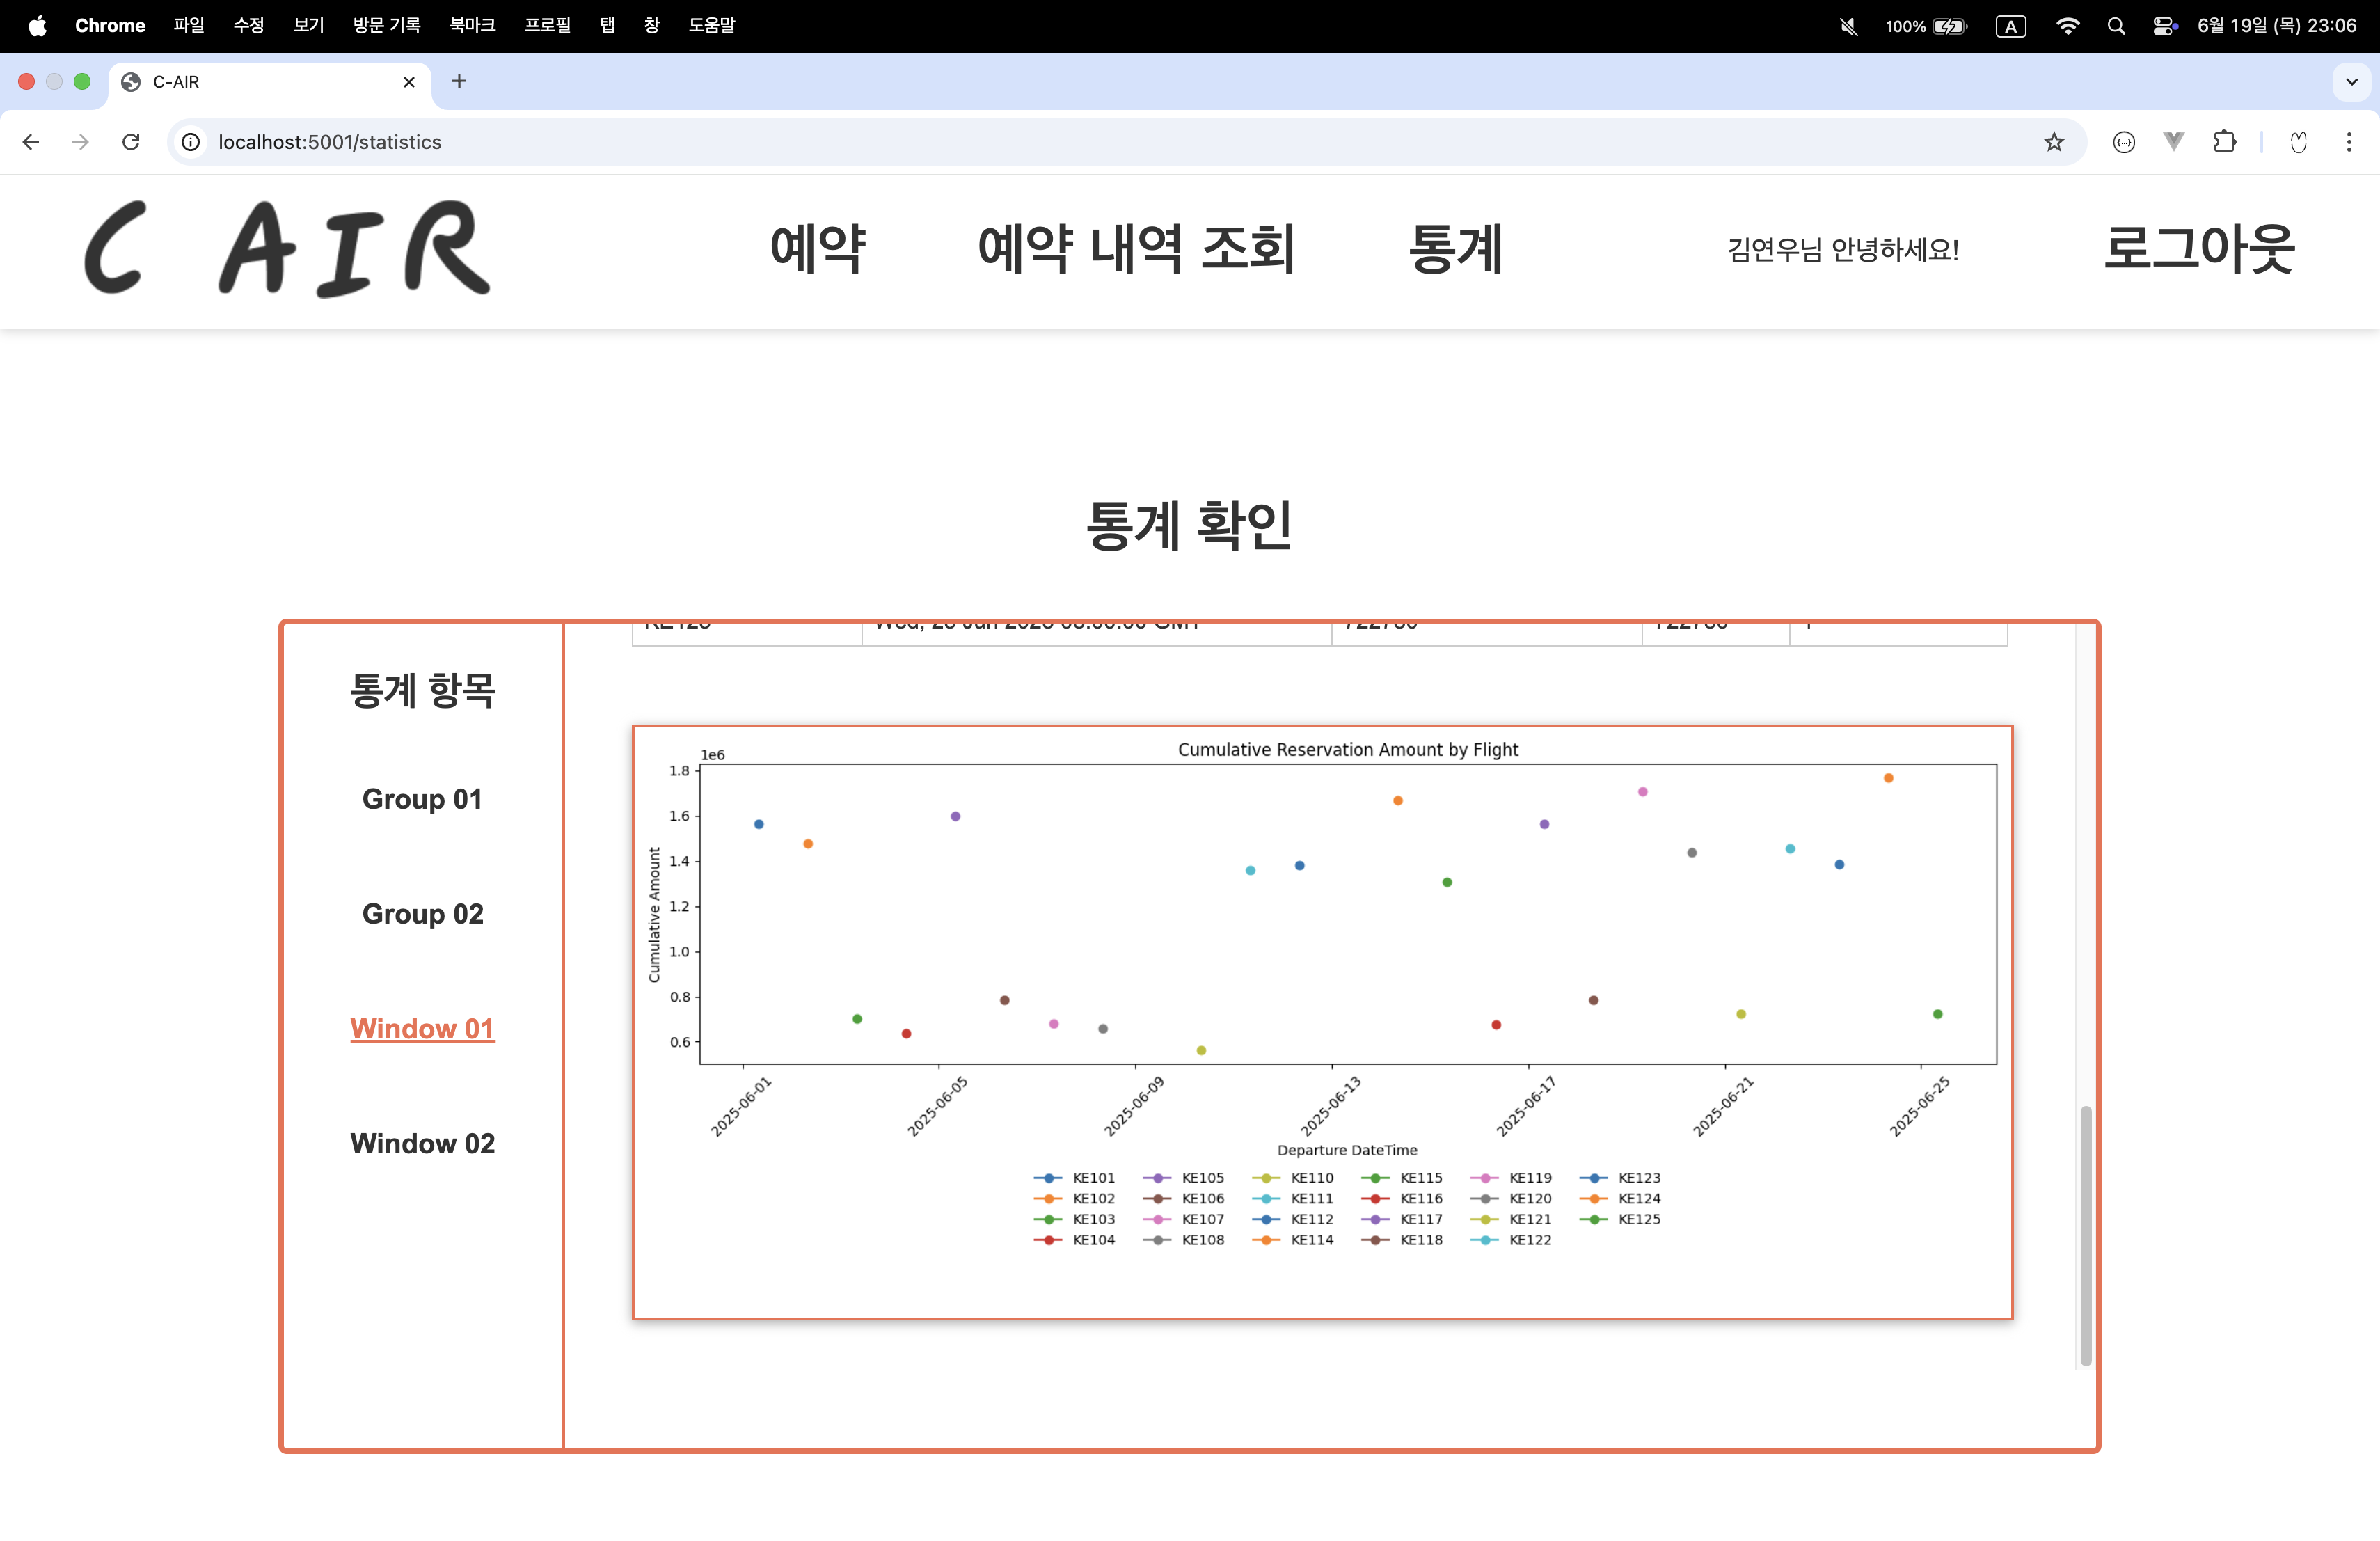 Chrome 파일 수정 보기 방문 기록 북마크 프로필 탭 창 도움말 100% A 6월 19일 (목) 23:06
C-AIR
localhost:5001/statistics
C AIR 예약 예약 내역 조회 통계 김연우님 안녕하세요! 로그아웃
통계 확인
통계 항목
Group 01
Group 02
Window 01
Window 02
Cumulative Reservation Amount by Flight
1e6
1.8
1.6
1.4
1.2
1.0
0.8
0.6
Cumulative Amount
2025-06-01 2025-06-05 2025-06-09 2025-06-13 2025-06-17 2025-06-21 2025-06-25
Departure DateTime
KE101 KE105 KE110 KE115 KE119 KE123
KE102 KE106 KE111 KE116 KE120 KE124
KE103 KE107 KE112 KE117 KE121 KE125
KE104 KE108 KE114 KE118 KE122